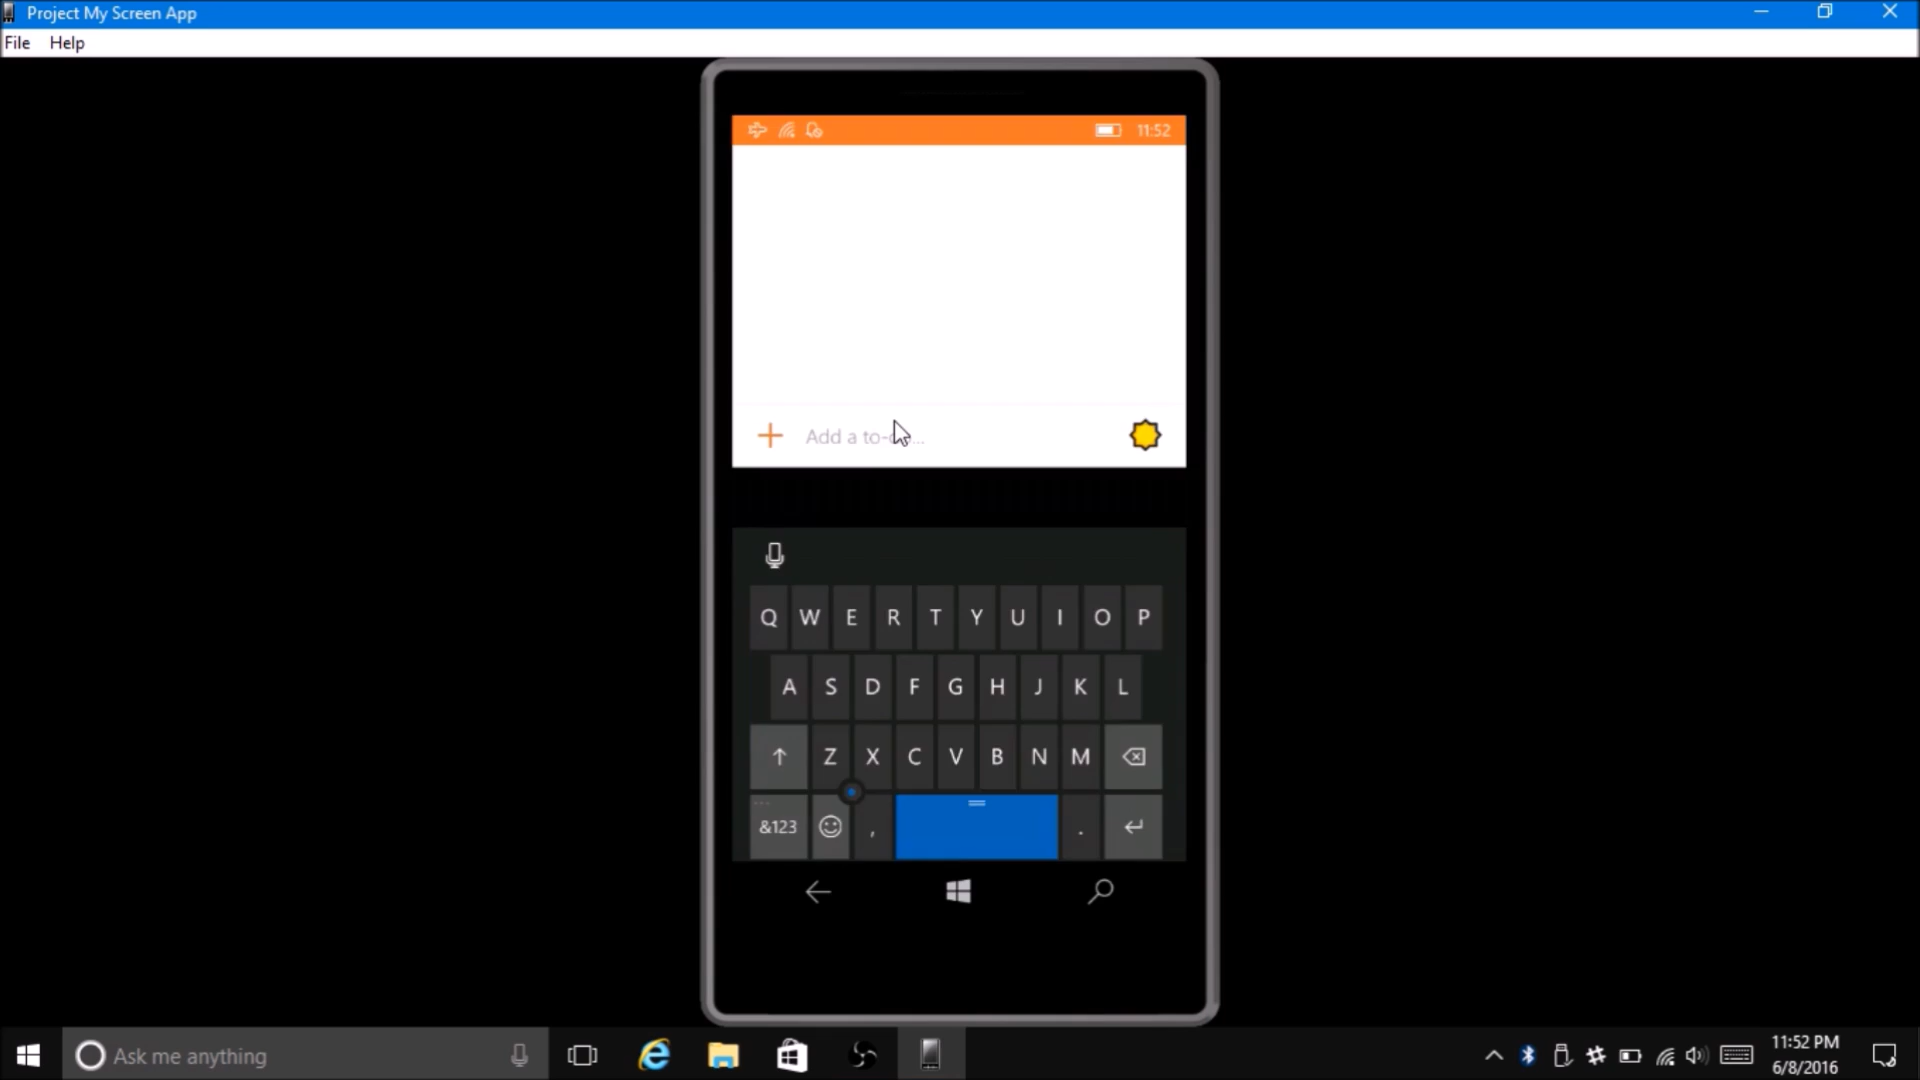 Project My Screen App
File Help
11:52
Add a to-
Q W E R T Y U I O P
A S D F G H J K L
Z X C V B N M
&123 , .
Ask me anything
11:52 PM
6/8/2016